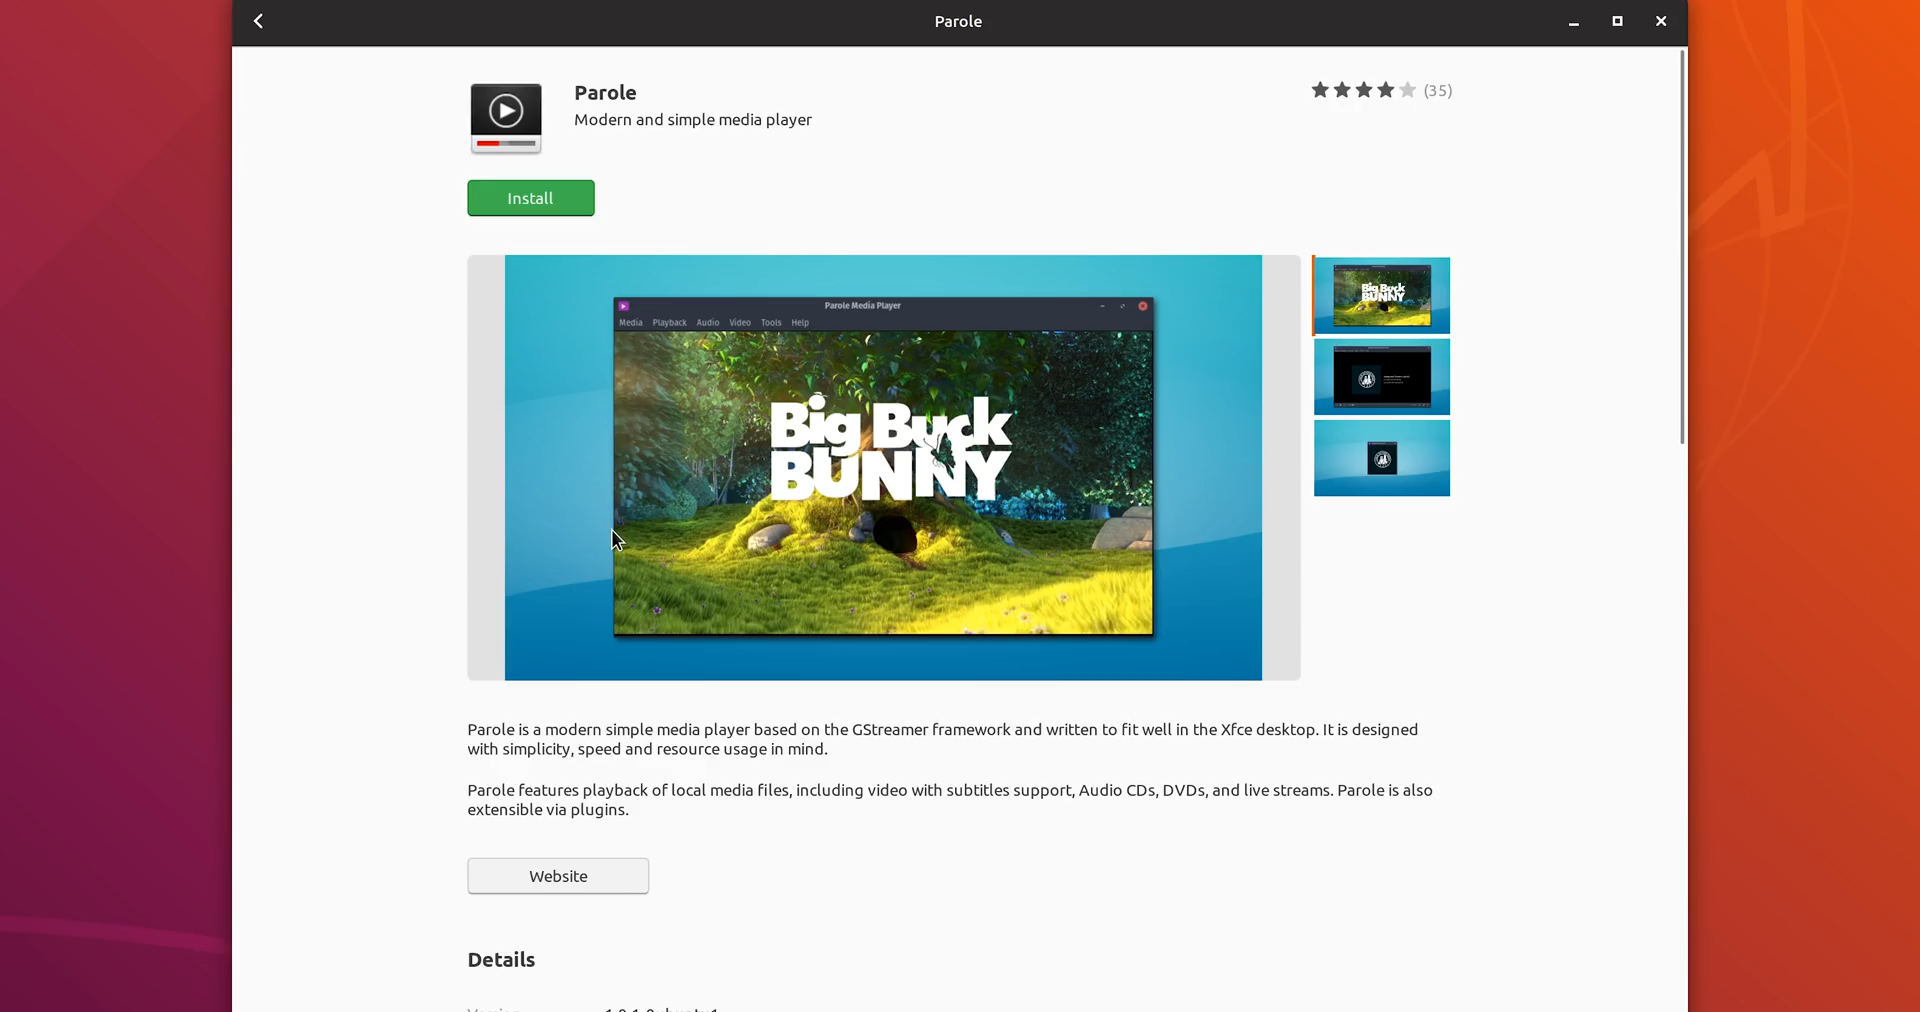 Parole
Parole
Modern and simple media player
(35)
Install
Parole Media Player
Media Playback Audio Video Tools Help
Big Buck
BUNNY
Big Buck
BUNNY
Parole is a modern simple media player based on the GStreamer framework and written to fit well in the Xfce desktop. It is designed
with simplicity, speed and resource usage in mind.
Parole features playback of local media files, including video with subtitles support, Audio CDs, DVDs, and live streams. Parole is also
extensible via plugins.
Website
Details